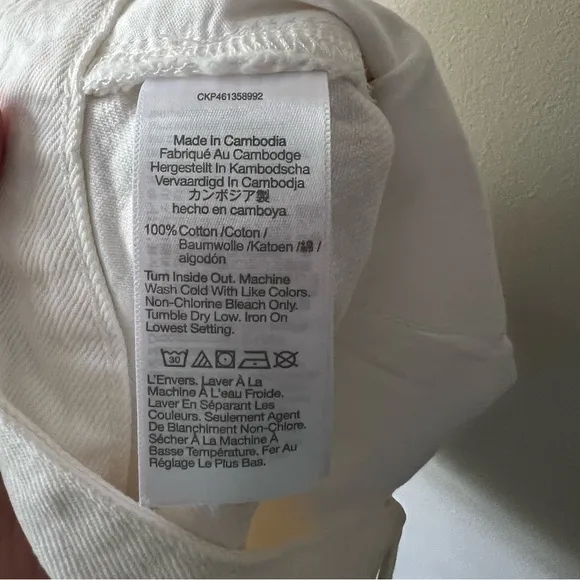 CKP461358992
Made In Cambodia
Fabriqué Au Cambodge
Hergestellt In Kambodscha
Vervaardigd In Cambodja
カンボジア製
hecho en camboya
100% Cotton /Coton /
Baumwolle /Katoen /綿 /
algodón
Turn Inside Out. Machine
Wash Cold With Like Colors.
Non-Chlorine Bleach Only.
Tumble Dry Low. Iron On
Lowest Setting.
30
L'Envers. Laver À La
Machine À L'eau Froide.
Laver En Séparant Les
Couleurs. Seulement Agent
De Blanchiment Non-Chlore.
Sécher À La Machine À
Basse Température. Fer Au
Réglage Le Plus Bas.